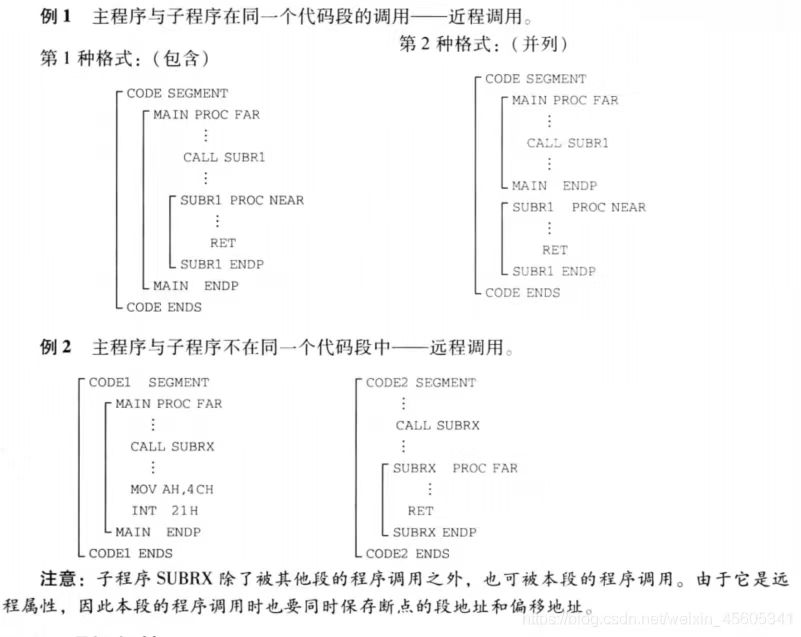 例1 主程序与子程序在同一个代码段的调用——近程调用。
第1种格式：（包含）
CODE SEGMENT
MAIN PROC FAR
⋮
CALL SUBR1
⋮
SUBR1 PROC NEAR
⋮
RET
SUBR1 ENDP
MAIN ENDP
CODE ENDS
第2种格式：（并列）
CODE SEGMENT
MAIN PROC FAR
⋮
CALL SUBR1
⋮
MAIN ENDP
SUBR1 PROC NEAR
⋮
RET
SUBR1 ENDP
CODE ENDS
例2 主程序与子程序不在同一个代码段中——远程调用。
CODE1 SEGMENT
MAIN PROC FAR
⋮
CALL SUBRX
⋮
MOV AH,4CH
INT 21H
MAIN ENDP
CODE1 ENDS
CODE2 SEGMENT
⋮
CALL SUBRX
⋮
SUBRX PROC FAR
⋮
RET
SUBRX ENDP
CODE2 ENDS
注意：子程序SUBRX除了被其他段的程序调用之外，也可被本段的程序调用。由于它是远
程属性，因此本段的程序调用时也要同时保存断点的段地址和偏移地址。
https://blog.csdn.net/weixin_45605341